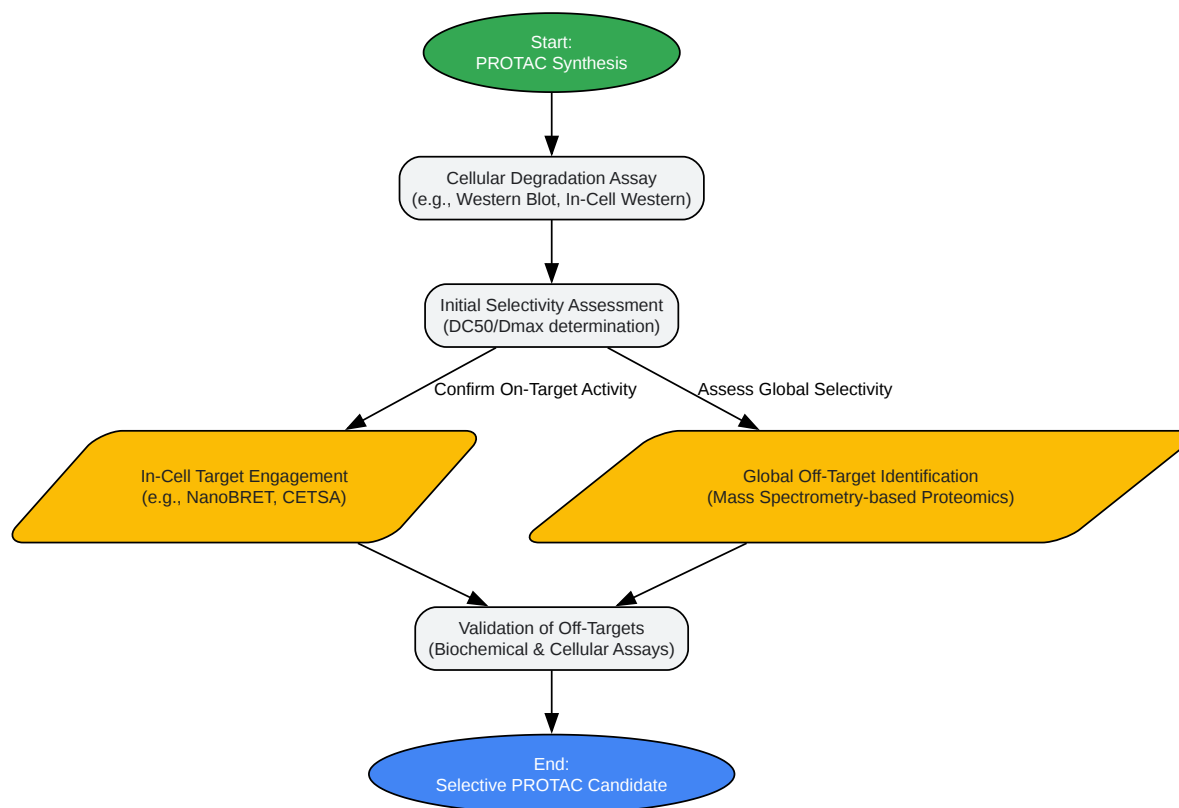 Start:
PROTAC Synthesis
Cellular Degradation Assay
(e.g., Western Blot, In-Cell Western)
Initial Selectivity Assessment
(DC50/Dmax determination)
Confirm On-Target Activity
Assess Global Selectivity
In-Cell Target Engagement
(e.g., NanoBRET, CETSA)
Global Off-Target Identification
(Mass Spectrometry-based Proteomics)
Validation of Off-Targets
(Biochemical & Cellular Assays)
End:
Selective PROTAC Candidate